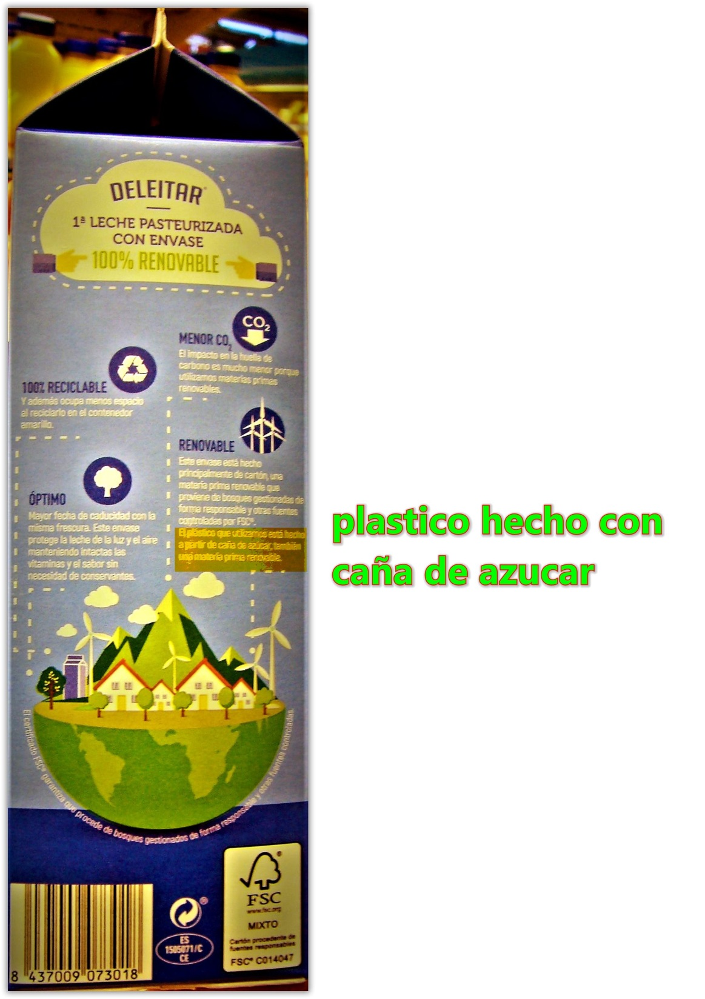 DELEITAR®
1ª LECHE PASTEURIZADA
CON ENVASE
100% RENOVABLE
CO₂
MENOR CO₂
El impacto en la huella de
carbono es mucho menor porque
utilizamos materias primas
renovables.
100% RECICLABLE
Y además ocupa menos espacio
al reciclarlo en el contenedor
amarillo.
RENOVABLE
Este envase está hecho
principalmente de cartón, una
materia prima renovable que
proviene de bosques gestionados de
forma responsable y otras fuentes
controladas por FSC®.
El plástico que utilizamos está hecho
a partir de caña de azúcar, también
una materia prima renovable.
ÓPTIMO
Mayor fecha de caducidad con la
misma frescura. Este envase
protege la leche de la luz y el aire
manteniendo intactas las
vitaminas y el sabor sin
necesidad de conservantes.
plastico hecho con
caña de azucar
El certificado FSC® garantiza que procede de bosques gestionados de forma responsable y otras fuentes controladas.
8 437009 073018
®
ES
1505071/C
CE
®
FSC
www.fsc.org
MIXTO
Cartón procedente de
fuentes responsables
FSC® C014047